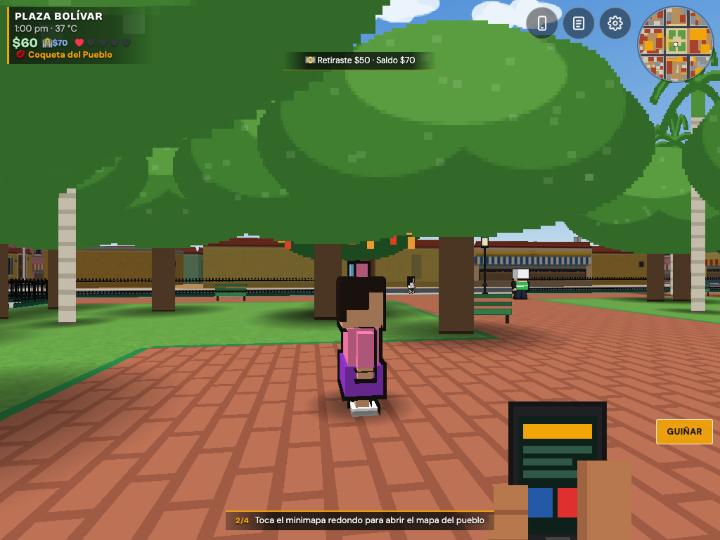 PLAZA BOLÍVAR
1:00 pm · 37 °C
$60 $70
Coqueta del Pueblo
Retiraste $50 · Saldo $70
GUIÑAR
2/4 Toca el minimapa redondo para abrir el mapa del pueblo